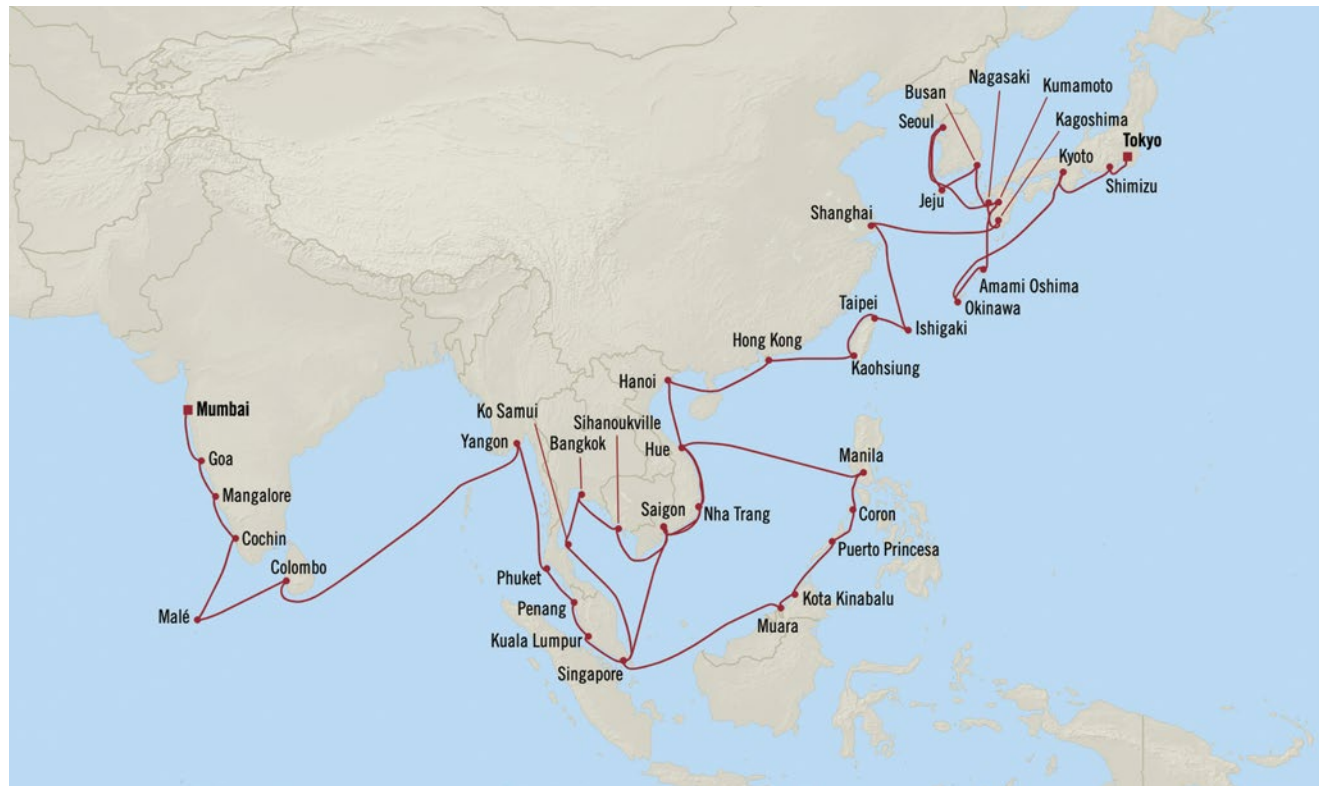 Nagasaki
Busan
Kumamoto
Seoul
Kagoshima
Tokyo
Kyoto
Shimizu
Jeju
Shanghai
Amami Oshima
Okinawa
Taipei
Ishigaki
Hong Kong
Kaohsiung
Hanoi
Mumbai
Ko Samui
Sihanoukville
Yangon
Bangkok
Hue
Manila
Goa
Mangalore
Saigon
Nha Trang
Coron
Cochin
Puerto Princesa
Colombo
Phuket
Kota Kinabalu
Penang
Malé
Muara
Kuala Lumpur
Singapore